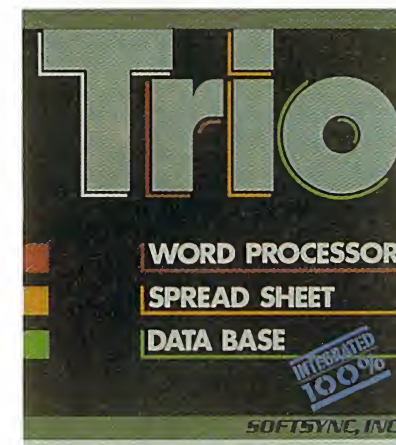 Trio
WORD PROCESSOR
SPREAD SHEET
DATA BASE
INTEGRATED
100%
SOFTSYNC, INC